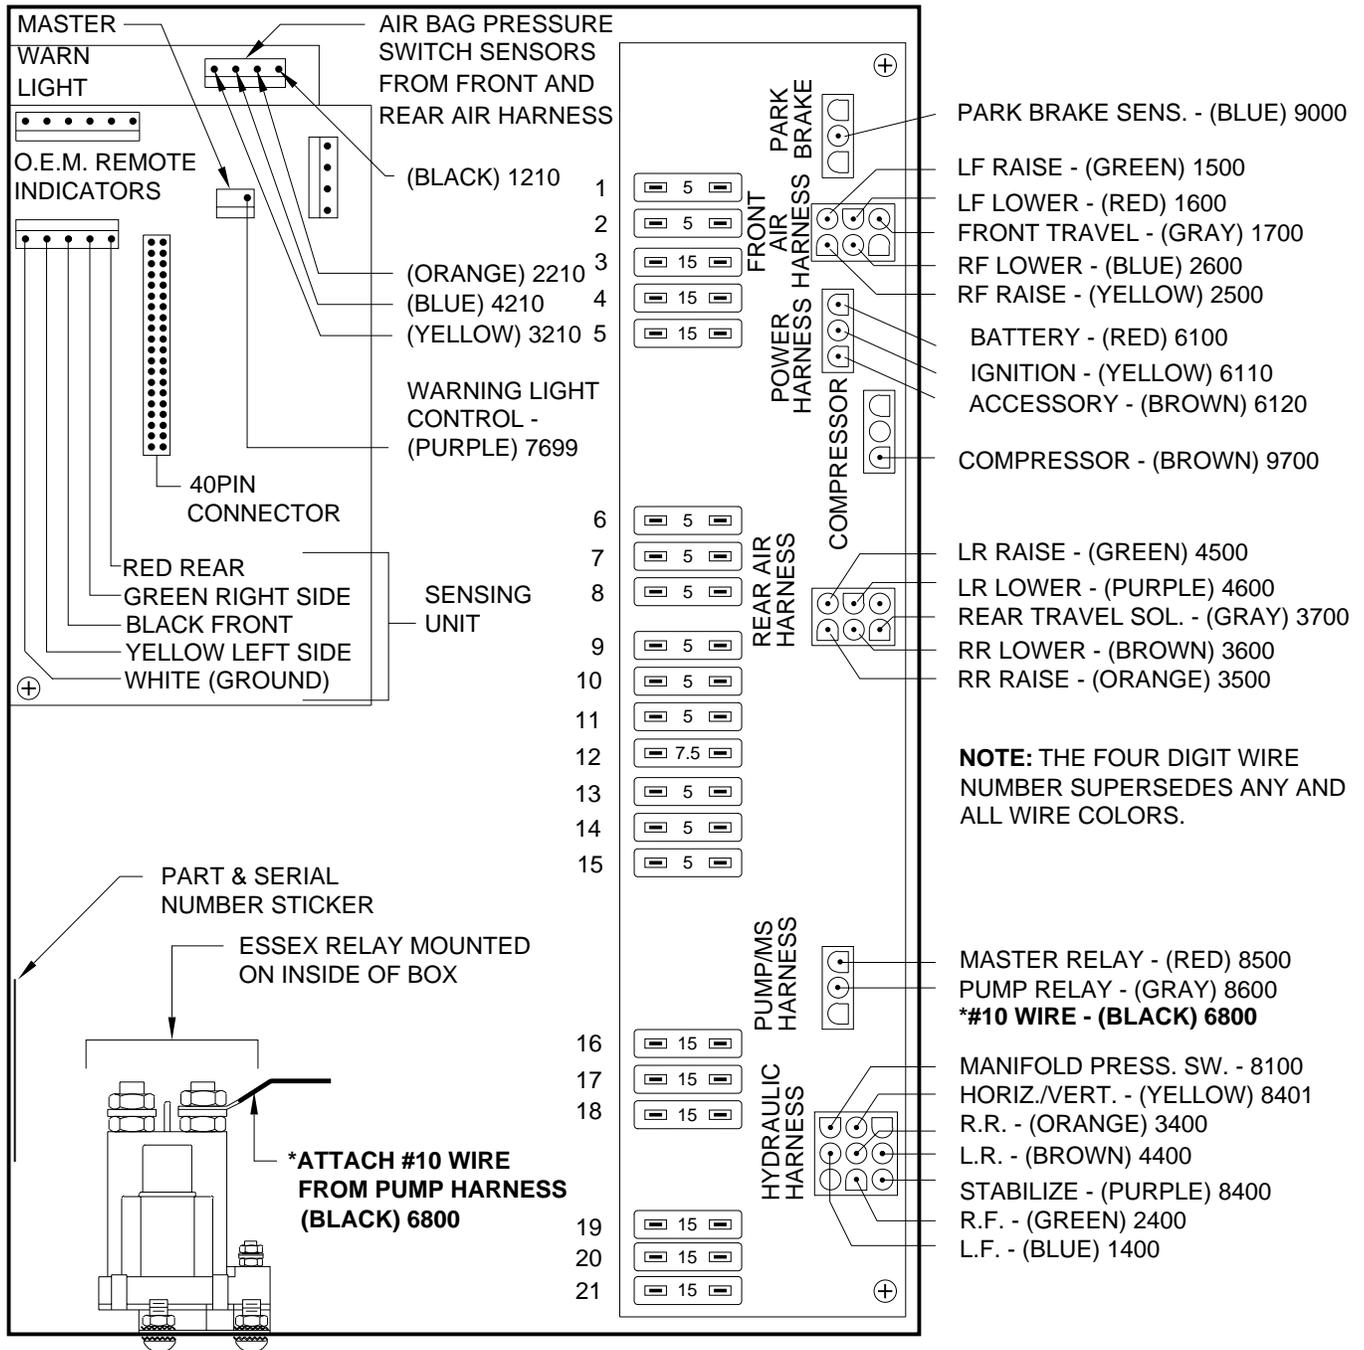 MASTER
WARN
LIGHT
AIR BAG PRESSURE
SWITCH SENSORS
FROM FRONT AND
REAR AIR HARNESS
O.E.M. REMOTE
INDICATORS
(BLACK) 1210
(ORANGE) 2210
(BLUE) 4210
(YELLOW) 3210
WARNING LIGHT
CONTROL -
(PURPLE) 7699
40PIN
CONNECTOR
RED REAR
GREEN RIGHT SIDE
BLACK FRONT
YELLOW LEFT SIDE
WHITE (GROUND)
SENSING
UNIT
PART & SERIAL
NUMBER STICKER
ESSEX RELAY MOUNTED
ON INSIDE OF BOX
*ATTACH #10 WIRE
FROM PUMP HARNESS
(BLACK) 6800
1 5
2 5
3 15
4 15
5 15
6 5
7 5
8 5
9 5
10 5
11 5
12 7.5
13 5
14 5
15 5
16 15
17 15
18 15
19 15
20 15
21 15
PARK
BRAKE
FRONT
AIR
HARNESS
POWER
HARNESS
COMPRESSOR
REAR AIR
HARNESS
PUMP/MS
HARNESS
HYDRAULIC
HARNESS
PARK BRAKE SENS. - (BLUE) 9000
LF RAISE - (GREEN) 1500
LF LOWER - (RED) 1600
FRONT TRAVEL - (GRAY) 1700
RF LOWER - (BLUE) 2600
RF RAISE - (YELLOW) 2500
BATTERY - (RED) 6100
IGNITION - (YELLOW) 6110
ACCESSORY - (BROWN) 6120
COMPRESSOR - (BROWN) 9700
LR RAISE - (GREEN) 4500
LR LOWER - (PURPLE) 4600
REAR TRAVEL SOL. - (GRAY) 3700
RR LOWER - (BROWN) 3600
RR RAISE - (ORANGE) 3500
NOTE: THE FOUR DIGIT WIRE
NUMBER SUPERSEDES ANY AND
ALL WIRE COLORS.
MASTER RELAY - (RED) 8500
PUMP RELAY - (GRAY) 8600
*#10 WIRE - (BLACK) 6800
MANIFOLD PRESS. SW. - 8100
HORIZ./VERT. - (YELLOW) 8401
R.R. - (ORANGE) 3400
L.R. - (BROWN) 4400
STABILIZE - (PURPLE) 8400
R.F. - (GREEN) 2400
L.F. - (BLUE) 1400